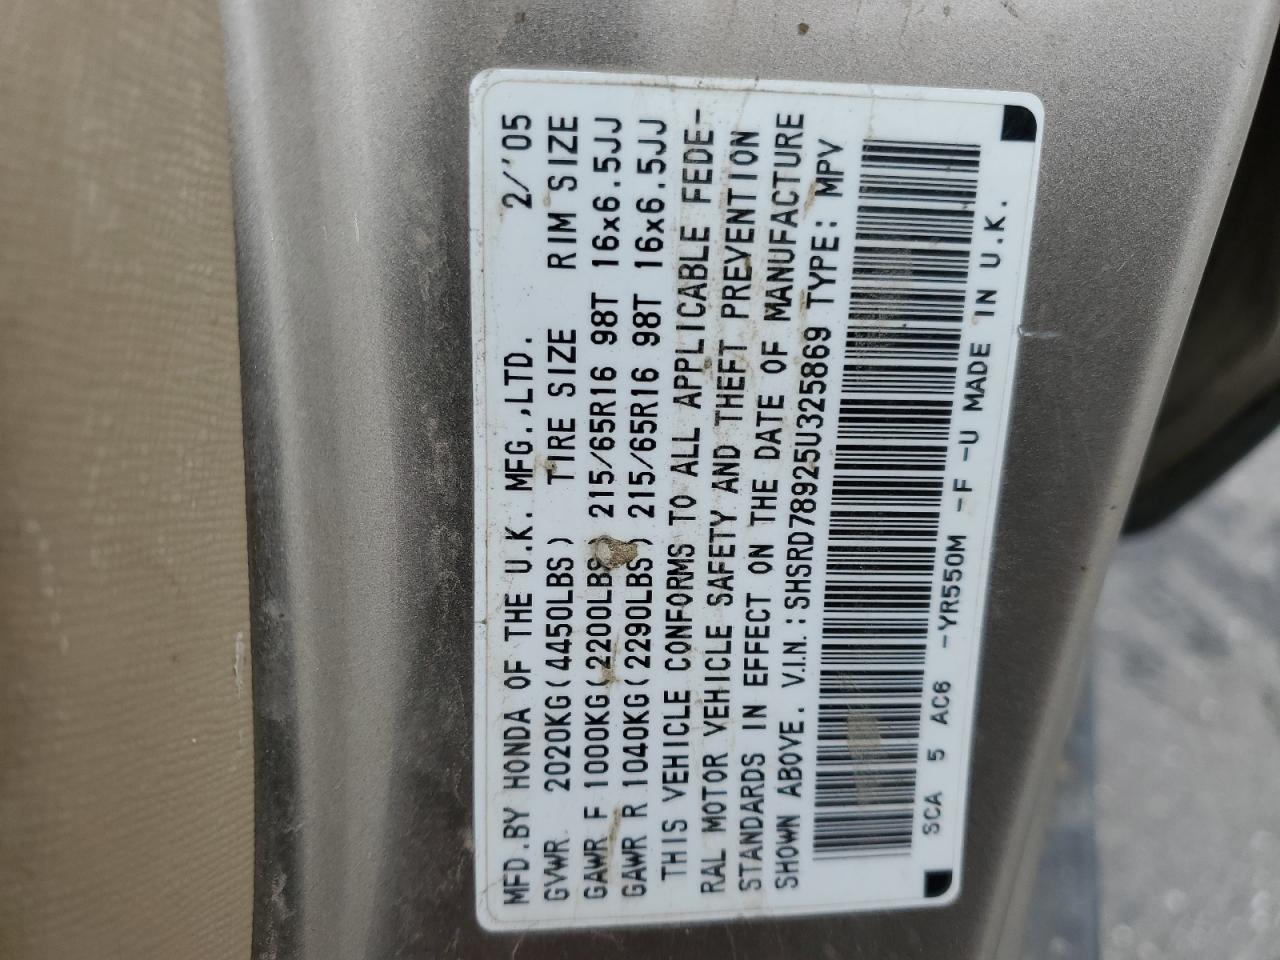 MFD.BY HONDA OF THE U.K. MFG.,LTD. 2/'05
GVWR 2020KG(4450LBS) TIRE SIZE RIM SIZE
GAWR F 1000KG(2200LBS) 215/65R16 98T 16x6.5JJ
GAWR R 1040KG(2290LBS) 215/65R16 98T 16x6.5JJ
THIS VEHICLE CONFORMS TO ALL APPLICABLE FEDE-
RAL MOTOR VEHICLE SAFETY AND THEFT PREVENTION
STANDARDS IN EFFECT ON THE DATE OF MANUFACTURE
SHOWN ABOVE. V.I.N.:SHSRD78925U325869 TYPE: MPV
SCA 5 AC6 -YR550M -F -U MADE IN U.K.